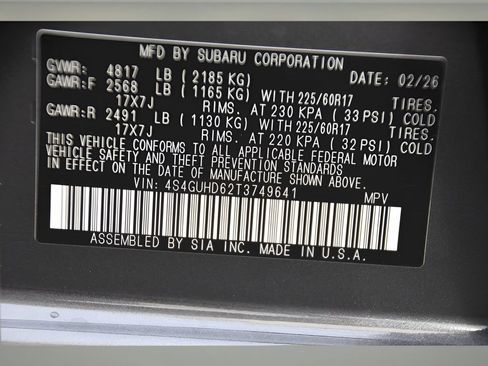 MFD BY SUBARU CORPORATION
GVWR: 4817 LB ( 2185 KG) DATE: 02/26
GAWR:F 2568 LB ( 1165 KG) WITH 225/60R17 TIRES.
17X7J RIMS. AT 230 KPA ( 33 PSI) COLD
GAWR:R 2491 LB ( 1130 KG) WITH 225/60R17 TIRES.
17X7J RIMS. AT 220 KPA ( 32 PSI) COLD
THIS VEHICLE CONFORMS TO ALL APPLICABLE FEDERAL MOTOR
VEHICLE SAFETY AND THEFT PREVENTION STANDARDS
IN EFFECT ON THE DATE OF MANUFACTURE SHOWN ABOVE.
VIN: 4S4GUHD62T3749641 MPV
ASSEMBLED BY SIA INC. MADE IN U.S.A.